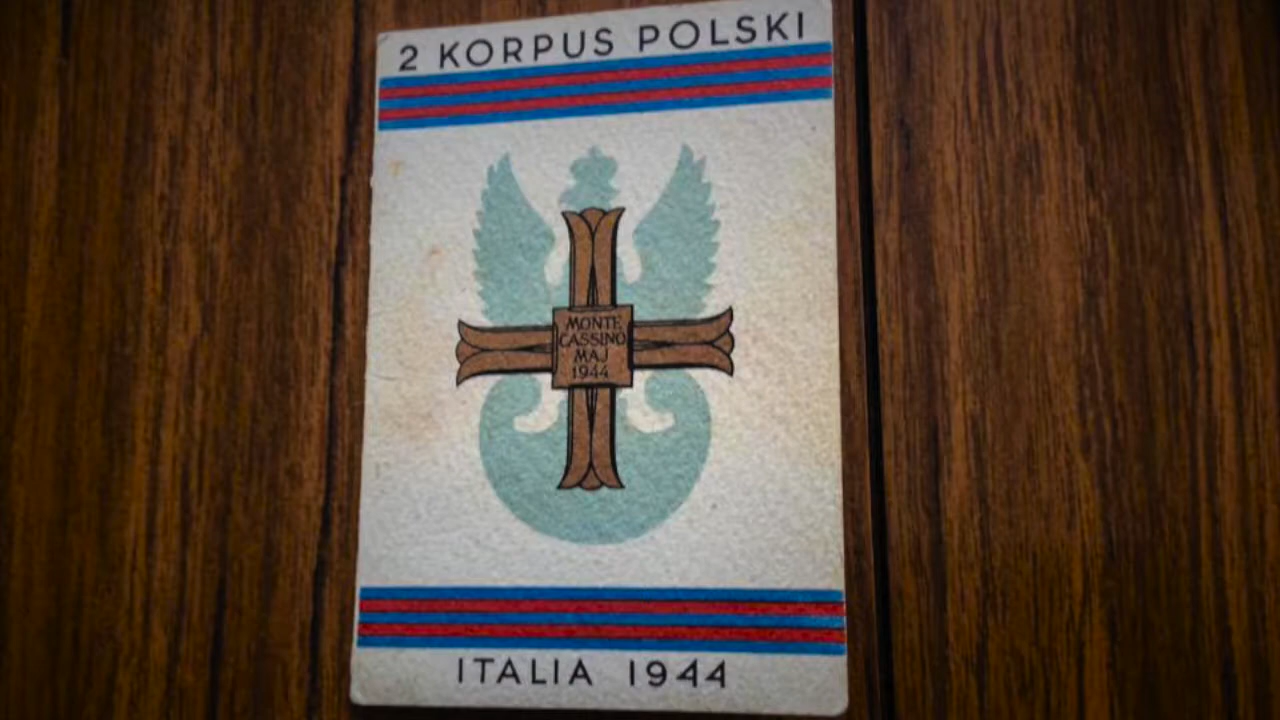 2 KORPUS POLSKI
MONTE
CASSINO
MAJ
1944
ITALIA 1944